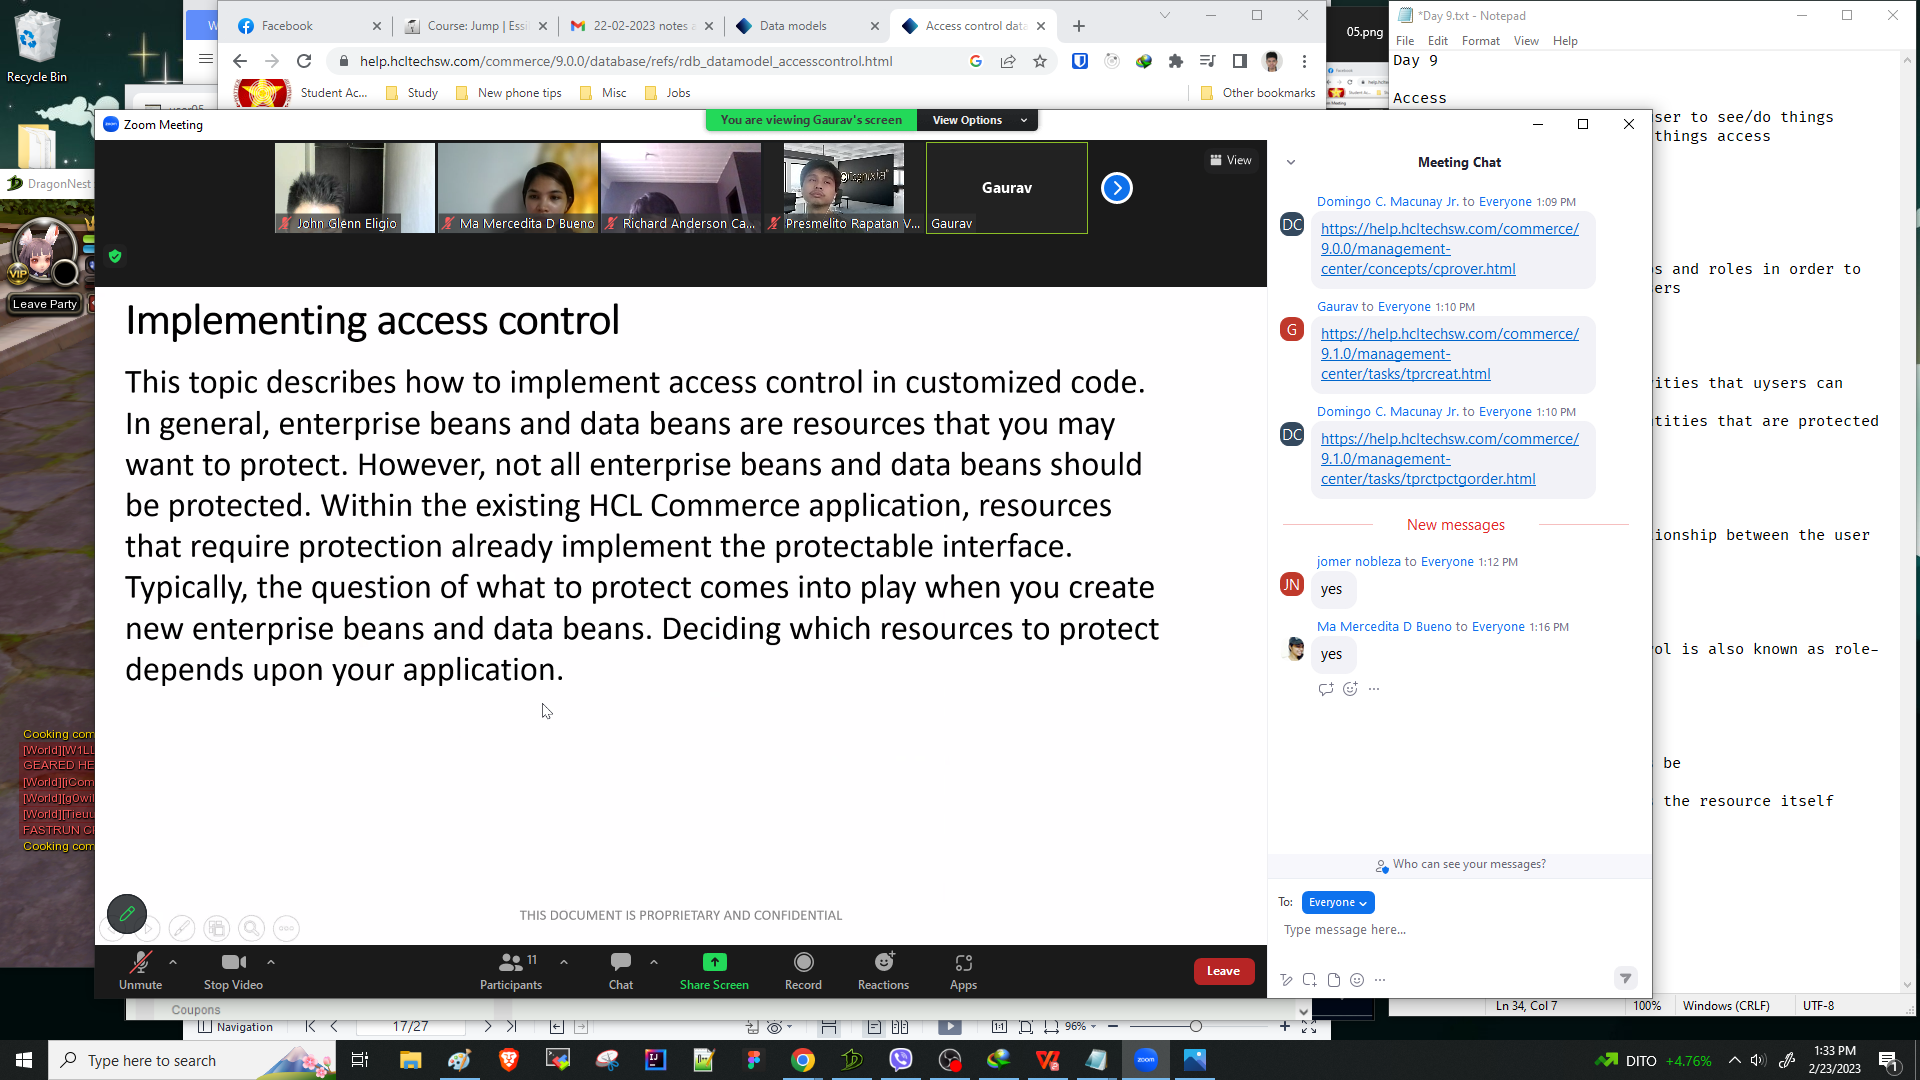 Recycle Bin
DragonNest
VIP
Leave Party
Cooking com
[World][W1LL
GEARED HE
[World][iCom
[World][g0wil
[World][Tieuu
FASTRUN C
Cooking com
Facebook
Course: Jump | Essi
22-02-2023 notes a
Data models
Access control data
help.hcltechsw.com/commerce/9.0.0/database/refs/rdb_datamodel_accesscontrol.html
Student Ac...
Study
New phone tips
Misc
Jobs
Other bookmarks
05.png
*Day 9.txt - Notepad
File Edit Format View Help
Day 9
Access
ser to see/do things
things access
s and roles in order to
ers
ities that uysers can
tities that are protected
ionship between the user
ol is also known as role-
be
the resource itself
Ln 34, Col 7
100%
Windows (CRLF)
UTF-8
Zoom Meeting
You are viewing Gaurav's screen
View Options
View
John Glenn Eligio
Ma Mercedita D Bueno
Richard Anderson Ca...
Presmelito Rapatan V...
Cognixia
Gaurav
Gaurav
Implementing access control
This topic describes how to implement access control in customized code.
In general, enterprise beans and data beans are resources that you may
want to protect. However, not all enterprise beans and data beans should
be protected. Within the existing HCL Commerce application, resources
that require protection already implement the protectable interface.
Typically, the question of what to protect comes into play when you create
new enterprise beans and data beans. Deciding which resources to protect
depends upon your application.
THIS DOCUMENT IS PROPRIETARY AND CONFIDENTIAL
Meeting Chat
Domingo C. Macunay Jr. to Everyone 1:09 PM
DC
https://help.hcltechsw.com/commerce/
9.0.0/management-
center/concepts/cprover.html
Gaurav to Everyone 1:10 PM
G
https://help.hcltechsw.com/commerce/
9.1.0/management-
center/tasks/tprcreat.html
Domingo C. Macunay Jr. to Everyone 1:10 PM
DC
https://help.hcltechsw.com/commerce/
9.1.0/management-
center/tasks/tprctpctgorder.html
New messages
jomer nobleza to Everyone 1:12 PM
JN
yes
Ma Mercedita D Bueno to Everyone 1:16 PM
yes
Who can see your messages?
To: Everyone
Type message here...
Unmute
Stop Video
Participants
11
Chat
Share Screen
Record
Reactions
Apps
Leave
Coupons
Navigation
17/27
96%
Type here to search
DITO +4.76%
1:33 PM
2/23/2023
1